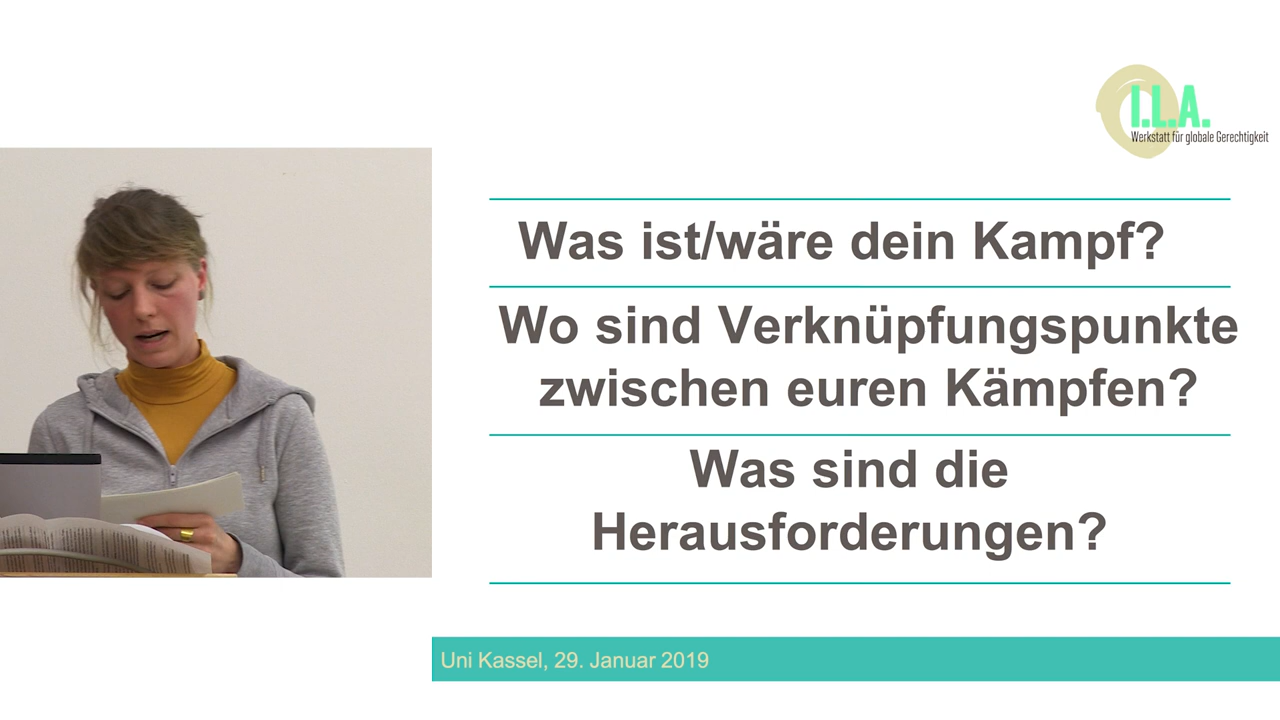 I.L.A.
Werkstatt für globale Gerechtigkeit
Was ist/wäre dein Kampf?
Wo sind Verknüpfungspunkte
zwischen euren Kämpfen?
Was sind die
Herausforderungen?
Uni Kassel, 29. Januar 2019